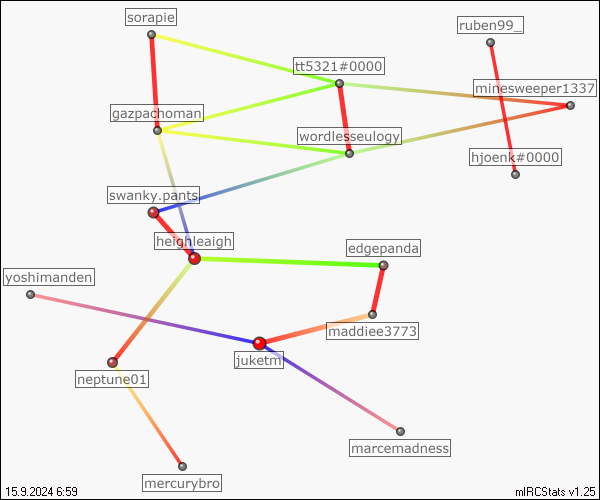 sorapie
ruben99_
tt5321#0000
minesweeper1337
gazpachoman
wordlesseulogy
hjoenk#0000
swanky.pants
heighleaigh
edgepanda
yoshimanden
maddiee3773
juketm
neptune01
marcemadness
mercurybro
15.9.2024 6:59
mIRCStats v1.25